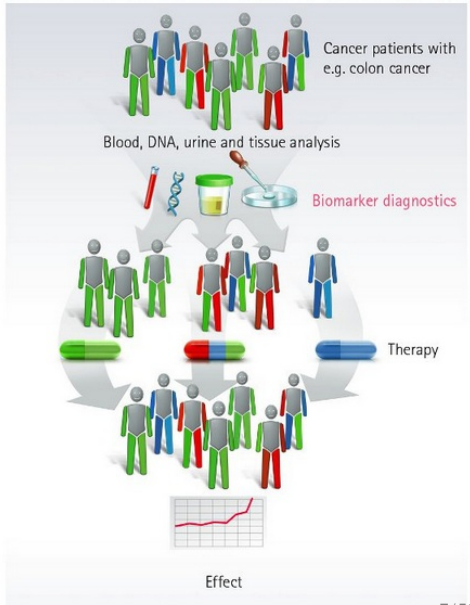 Cancer patients with
e.g. colon cancer
Blood, DNA, urine and tissue analysis
Biomarker diagnostics
Therapy
Effect